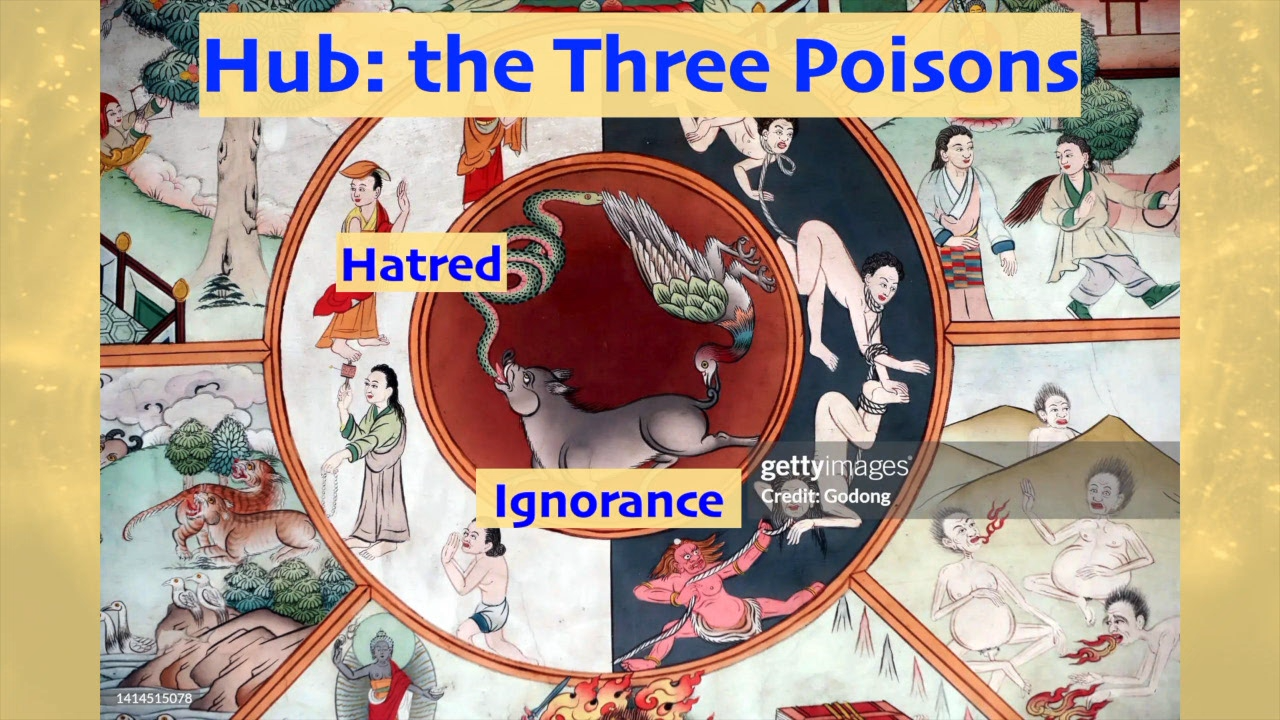 Hub: the Three Poisons
Hatred
Ignorance
gettyimages®
Credit: Godong
1414515078